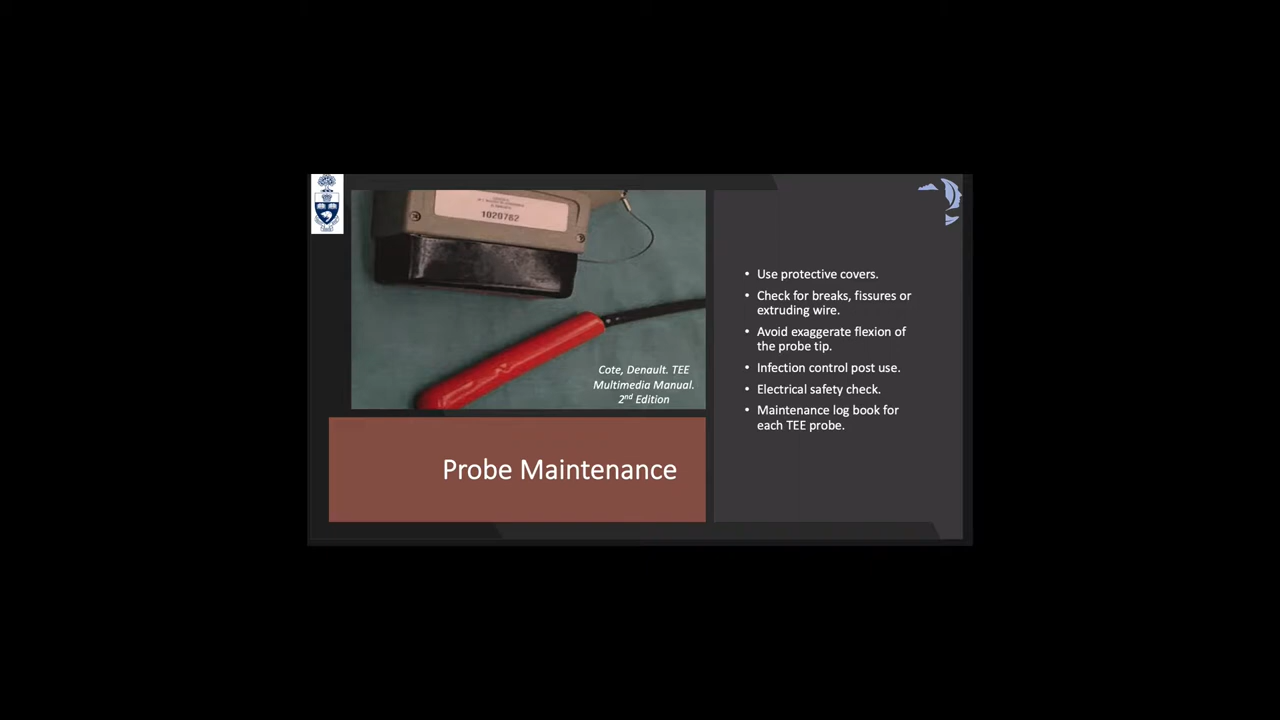 1020762
Cote, Denault. TEE
Multimedia Manual.
2nd Edition
Probe Maintenance
• Use protective covers.
• Check for breaks, fissures or
extruding wire.
• Avoid exaggerate flexion of
the probe tip.
• Infection control post use.
• Electrical safety check.
• Maintenance log book for
each TEE probe.